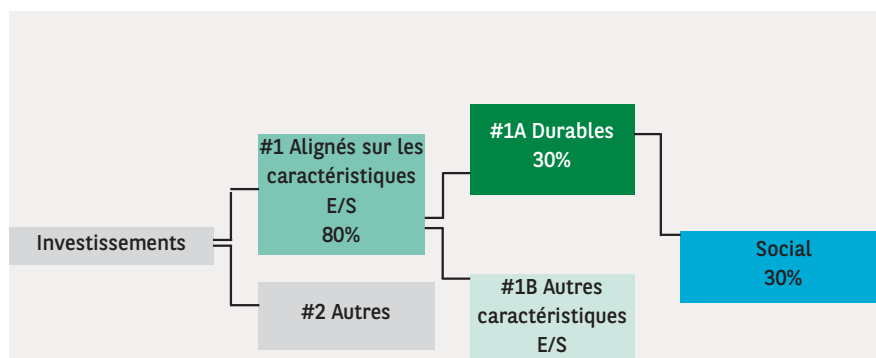 Investissements
#1 Alignés sur les
caractéristiques
E/S
80%
#2 Autres
#1A Durables
30%
#1B Autres
caractéristiques
E/S
Social
30%